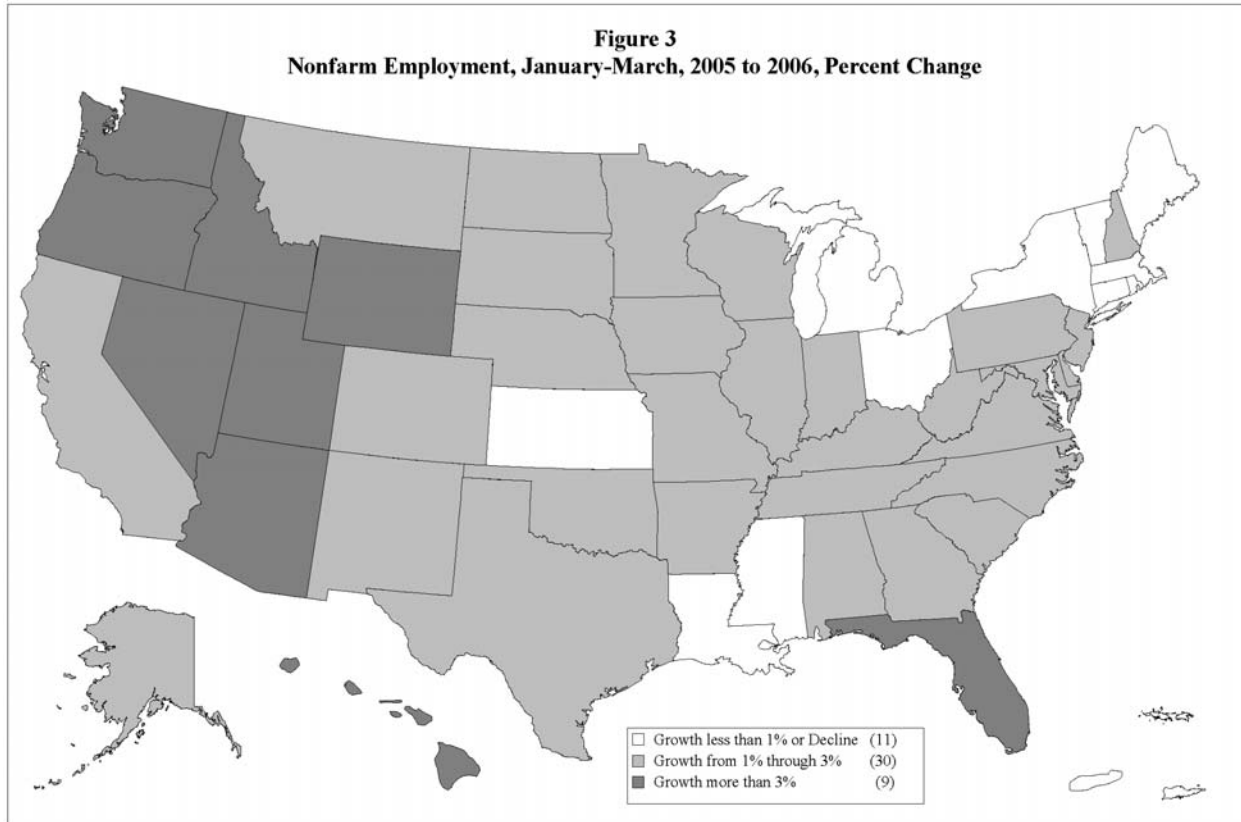 Figure 3
Nonfarm Employment, January-March, 2005 to 2006, Percent Change
Growth less than 1% or Decline (11)
Growth from 1% through 3% (30)
Growth more than 3% (9)